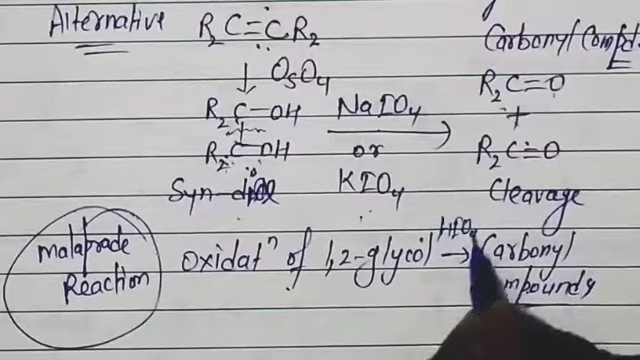 Alternative R2C=CR2
Carbonyl Compd.
↓ OsO4
R2C=O
R2C-OH NaIO4
+
R2C-OH or R2C=O
Syn-diol KIO4 Cleavage
Malaprade Reaction
Oxidatⁿ of 1,2-glycol HIO4 → Carbonyl